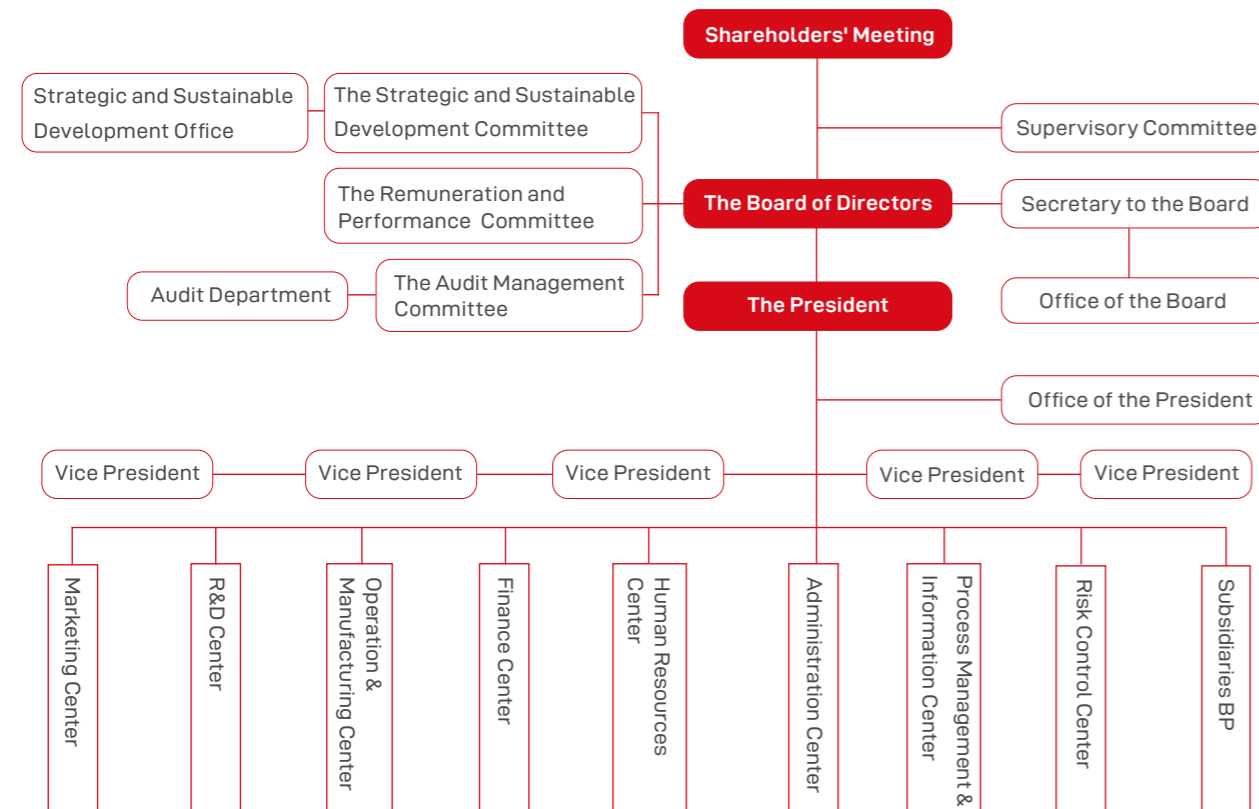 Shareholders' Meeting
Strategic and Sustainable
Development Office
The Strategic and Sustainable
Development Committee
Supervisory Committee
The Remuneration and
Performance Committee
The Board of Directors
Secretary to the Board
Audit Department
The Audit Management
Committee
The President
Office of the Board
Office of the President
Vice President
Vice President
Vice President
Vice President
Vice President
Marketing Center
R&D Center
Operation &
Manufacturing Center
Finance Center
Human Resources
Center
Administration Center
Process Management &
Information Center
Risk Control Center
Subsidiaries BP